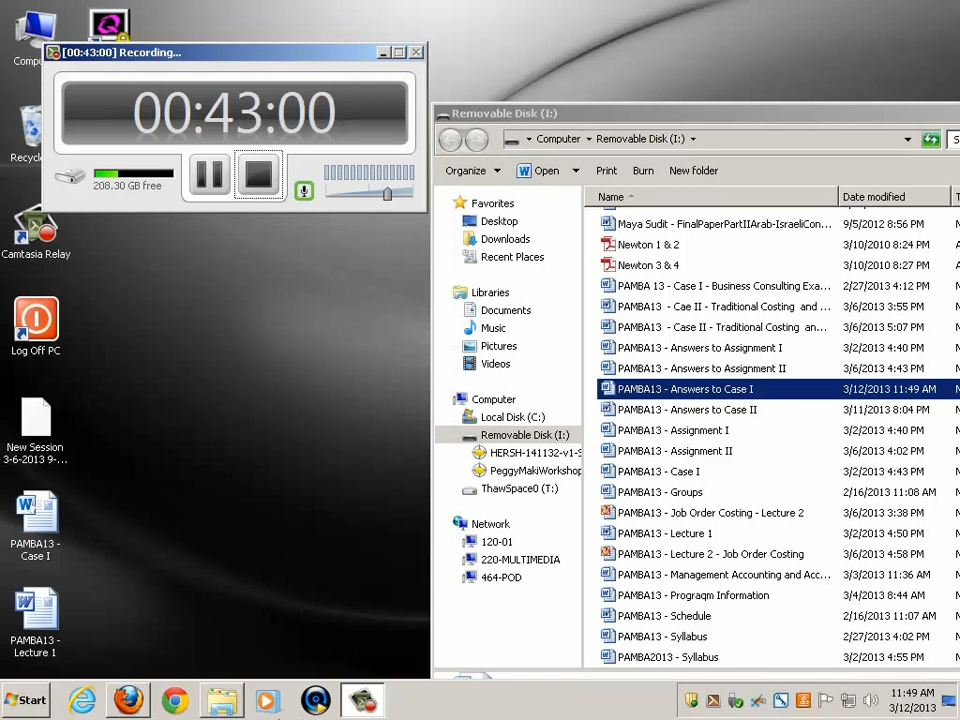 Compu
[00:43:00] Recording...
00:43:00
208.30 GB free
Recyc
Camtasia Relay
Log Off PC
New Session
3-6-2013 9-...
PAMBA13 -
Case I
PAMBA13 -
Lecture 1
Removable Disk (I:)
Computer
Removable Disk (I:)
S
Organize
Open
Print
Burn
New folder
Favorites
Desktop
Downloads
Recent Places
Libraries
Documents
Music
Pictures
Videos
Computer
Local Disk (C:)
Removable Disk (I:)
HERSH-141132-v1-S
PeggyMakiWorkshop
ThawSpace0 (T:)
Network
120-01
220-MULTIMEDIA
464-POD
Name Date modified T
Maya Sudit - FinalPaperPartIIArab-IsraeliCon... 9/5/2012 8:56 PM
Newton 1 & 2 3/10/2010 8:24 PM
Newton 3 & 4 3/10/2010 8:27 PM
PAMBA 13 - Case I - Business Consulting Exa... 2/27/2013 4:12 PM
PAMBA13 - Cae II - Traditional Costing and ... 3/6/2013 3:55 PM
PAMBA13 - Case II - Traditional Costing an... 3/6/2013 5:07 PM
PAMBA13 - Answers to Assignment I 3/2/2013 4:40 PM
PAMBA13 - Answers to Assignment II 3/6/2013 4:43 PM
PAMBA13 - Answers to Case I 3/12/2013 11:49 AM
PAMBA13 - Answers to Case II 3/11/2013 8:04 PM
PAMBA13 - Assignment I 3/2/2013 4:40 PM
PAMBA13 - Assignment II 3/6/2013 4:02 PM
PAMBA13 - Case I 3/2/2013 4:43 PM
PAMBA13 - Groups 2/16/2013 11:08 AM
PAMBA13 - Job Order Costing - Lecture 2 3/6/2013 3:38 PM
PAMBA13 - Lecture 1 3/2/2013 4:50 PM
PAMBA13 - Lecture 2 - Job Order Costing 3/6/2013 4:58 PM
PAMBA13 - Management Accounting and Acc... 3/3/2013 11:36 AM
PAMBA13 - Prograqm Information 3/4/2013 8:44 AM
PAMBA13 - Schedule 2/16/2013 11:07 AM
PAMBA13 - Syllabus 2/27/2013 4:02 PM
PAMBA2013 - Syllabus 3/2/2013 4:55 PM
Start
11:49 AM
3/12/2013